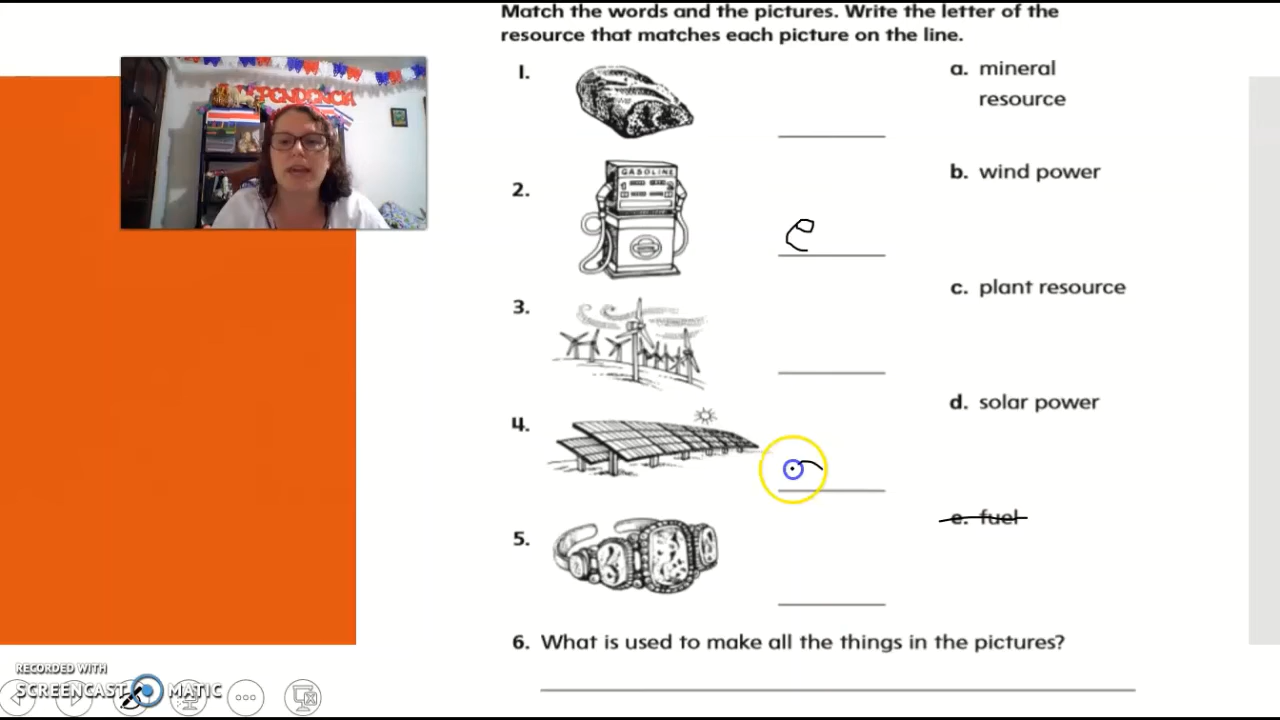 Match the words and the pictures. Write the letter of the
resource that matches each picture on the line.
1.
a. mineral
resource
2.
GASOLINE
e
b. wind power
3.
c. plant resource
4.
d. solar power
5.
e. fuel
6. What is used to make all the things in the pictures?
RECORDED WITH
SCREENCAST MATIC